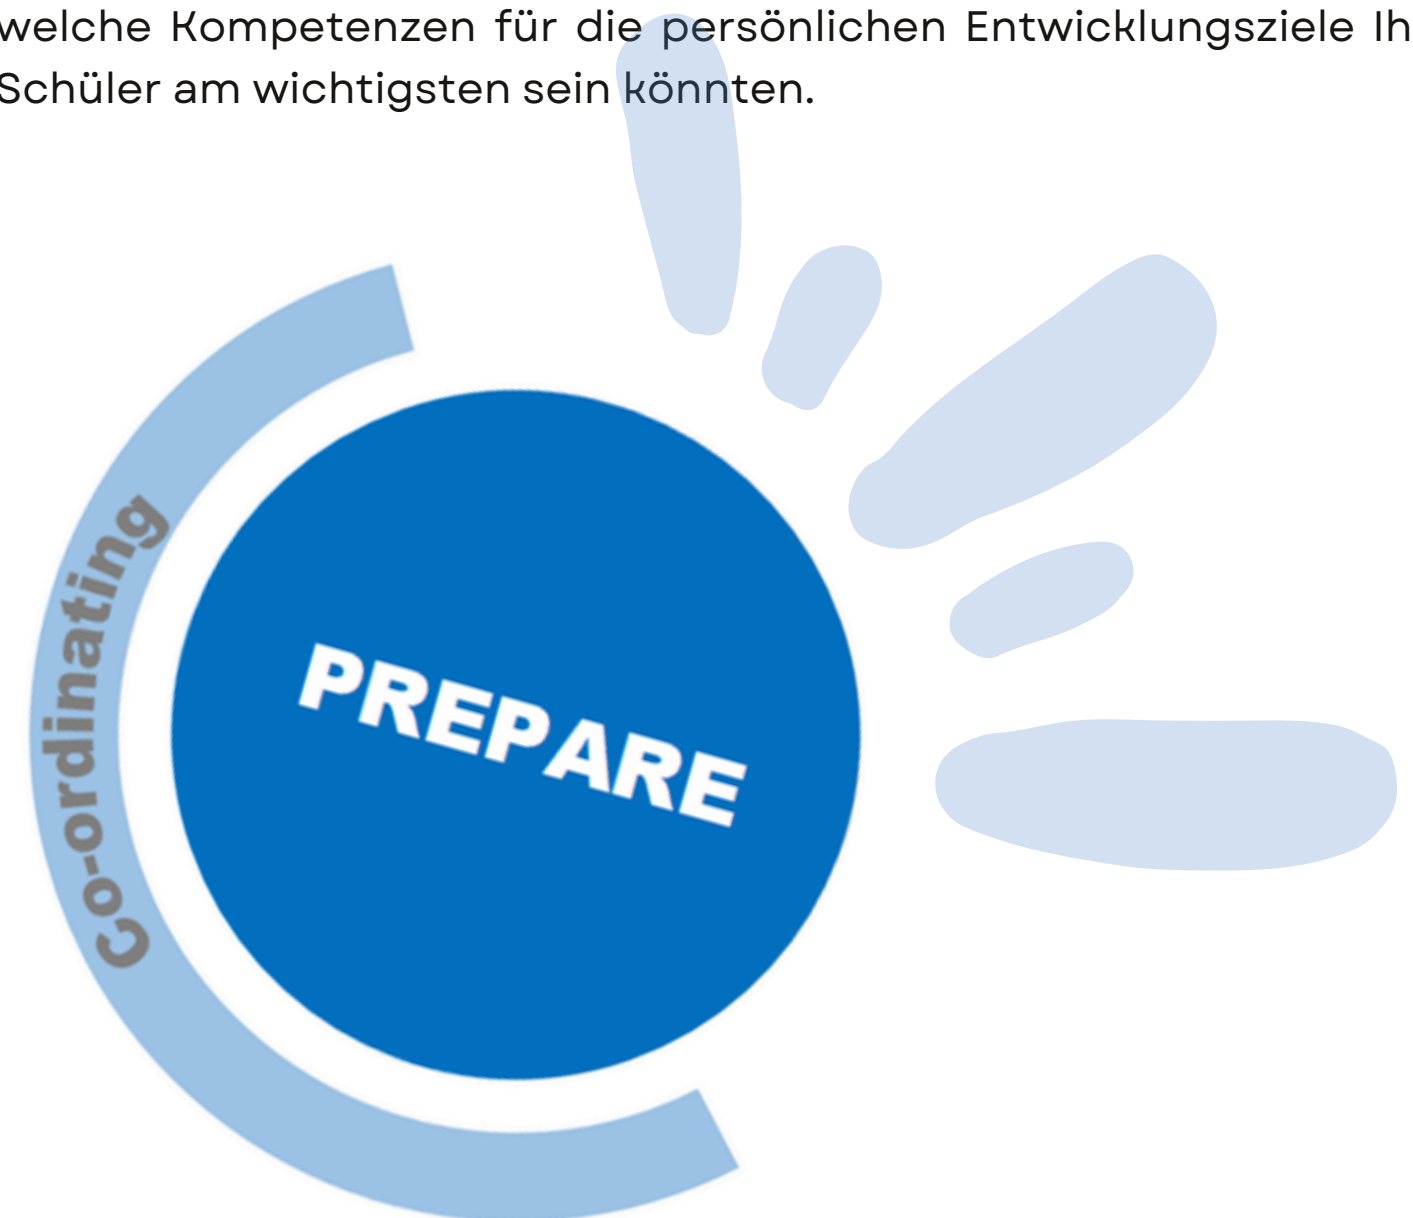 welche Kompetenzen für die persönlichen Entwicklungsziele Ih
Schüler am wichtigsten sein könnten.
Co-ordinating
PREPARE